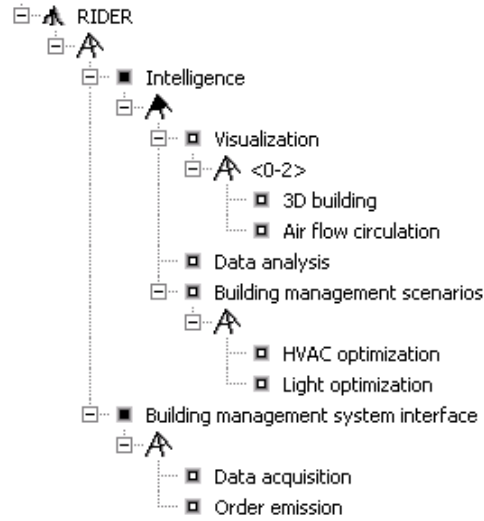 RIDER
Intelligence
Visualization
<0-2>
3D building
Air flow circulation
Data analysis
Building management scenarios
HVAC optimization
Light optimization
Building management system interface
Data acquisition
Order emission